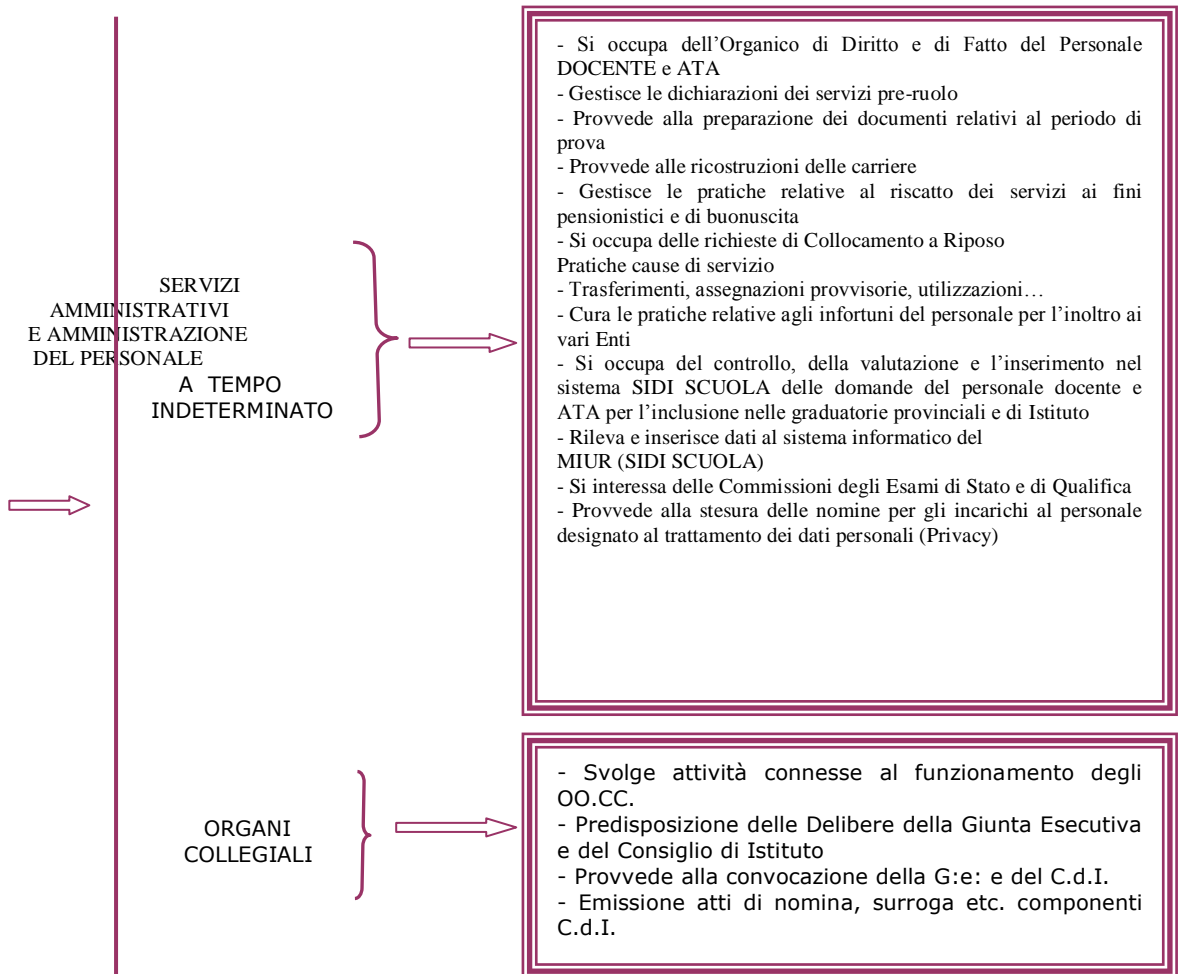 SERVIZI
AMMINISTRATIVI
E AMMINISTRAZIONE
DEL PERSONALE
A TEMPO
INDETERMINATO
- Si occupa dell’Organico di Diritto e di Fatto del Personale
DOCENTE e ATA
- Gestisce le dichiarazioni dei servizi pre-ruolo
- Provvede alla preparazione dei documenti relativi al periodo di
prova
- Provvede alle ricostruzioni delle carriere
- Gestisce le pratiche relative al riscatto dei servizi ai fini
pensionistici e di buonuscita
- Si occupa delle richieste di Collocamento a Riposo
Pratiche cause di servizio
- Trasferimenti, assegnazioni provvisorie, utilizzazioni…
- Cura le pratiche relative agli infortuni del personale per l’inoltro ai
vari Enti
- Si occupa del controllo, della valutazione e l’inserimento nel
sistema SIDI SCUOLA delle domande del personale docente e
ATA per l’inclusione nelle graduatorie provinciali e di Istituto
- Rileva e inserisce dati al sistema informatico del
MIUR (SIDI SCUOLA)
- Si interessa delle Commissioni degli Esami di Stato e di Qualifica
- Provvede alla stesura delle nomine per gli incarichi al personale
designato al trattamento dei dati personali (Privacy)
ORGANI
COLLEGIALI
- Svolge attività connesse al funzionamento degli
OO.CC.
- Predisposizione delle Delibere della Giunta Esecutiva
e del Consiglio di Istituto
- Provvede alla convocazione della G:e: e del C.d.I.
- Emissione atti di nomina, surroga etc. componenti
C.d.I.